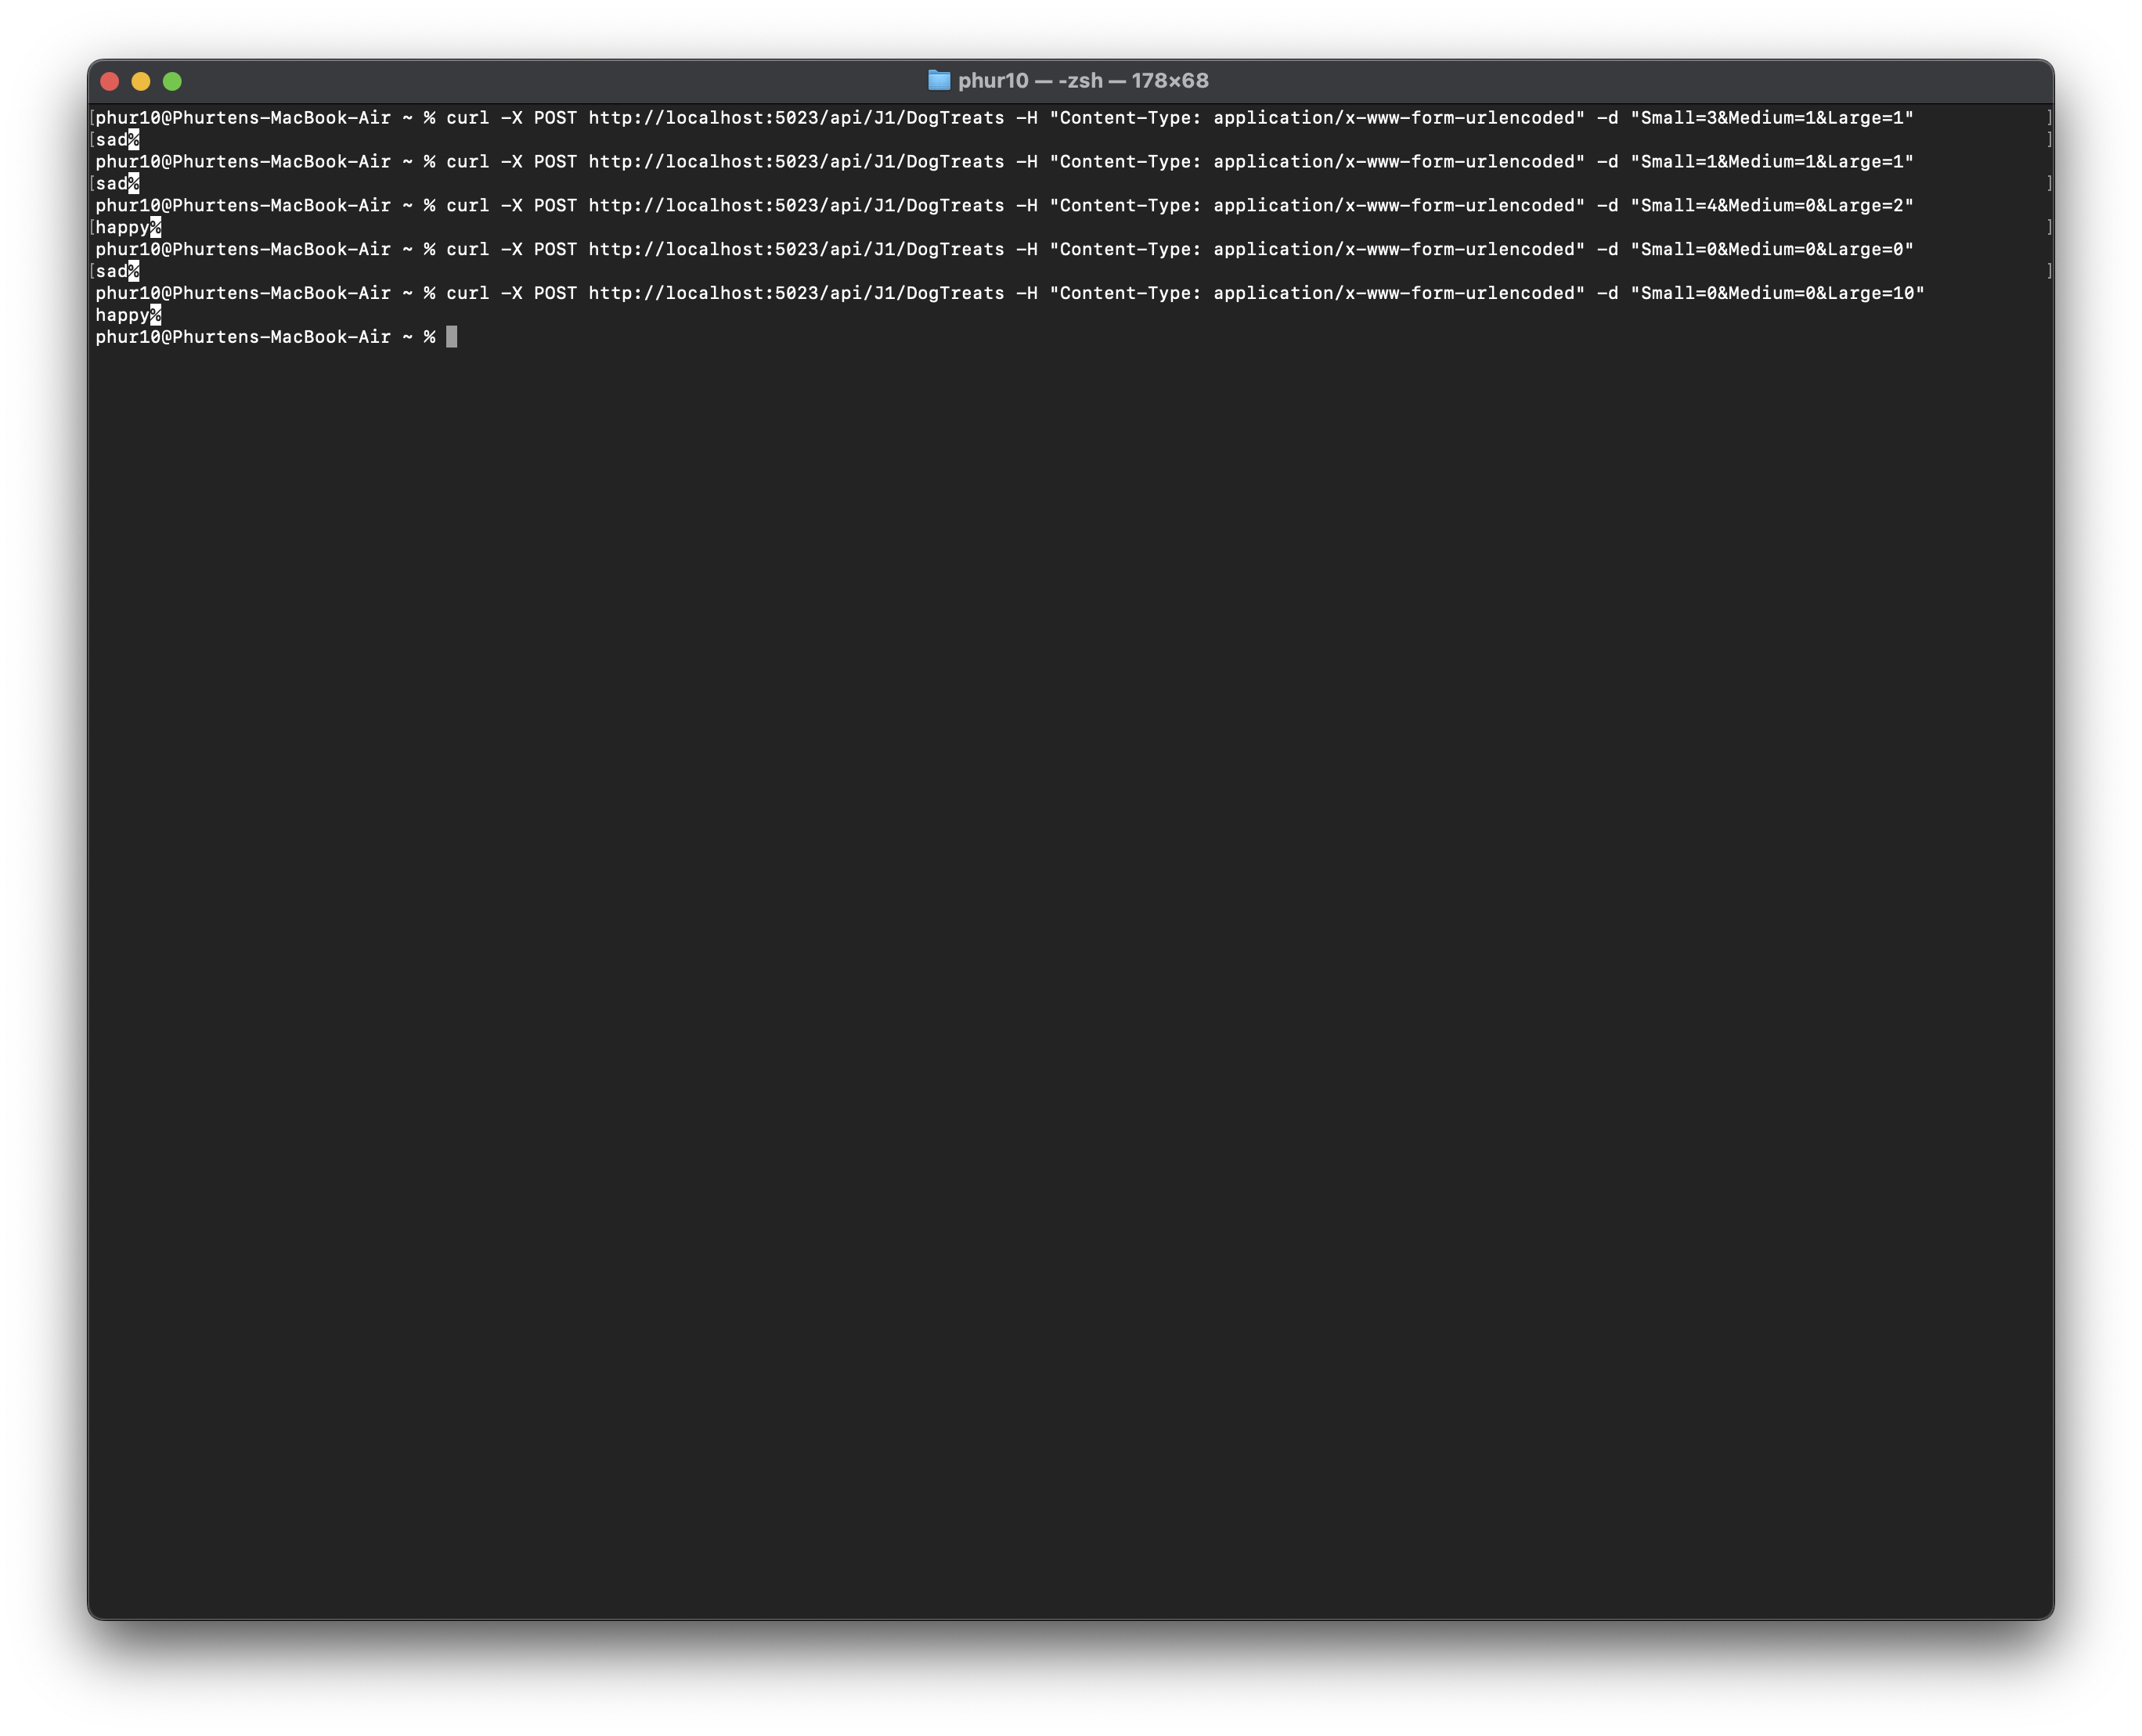 phur10 — -zsh — 178×68
[phur10@Phurtens-MacBook-Air ~ % curl -X POST http://localhost:5023/api/J1/DogTreats -H "Content-Type: application/x-www-form-urlencoded" -d "Small=3&Medium=1&Large=1" ]
[sad% ]
phur10@Phurtens-MacBook-Air ~ % curl -X POST http://localhost:5023/api/J1/DogTreats -H "Content-Type: application/x-www-form-urlencoded" -d "Small=1&Medium=1&Large=1"
[sad% ]
phur10@Phurtens-MacBook-Air ~ % curl -X POST http://localhost:5023/api/J1/DogTreats -H "Content-Type: application/x-www-form-urlencoded" -d "Small=4&Medium=0&Large=2"
[happy% ]
phur10@Phurtens-MacBook-Air ~ % curl -X POST http://localhost:5023/api/J1/DogTreats -H "Content-Type: application/x-www-form-urlencoded" -d "Small=0&Medium=0&Large=0"
[sad% ]
phur10@Phurtens-MacBook-Air ~ % curl -X POST http://localhost:5023/api/J1/DogTreats -H "Content-Type: application/x-www-form-urlencoded" -d "Small=0&Medium=0&Large=10"
happy%
phur10@Phurtens-MacBook-Air ~ %